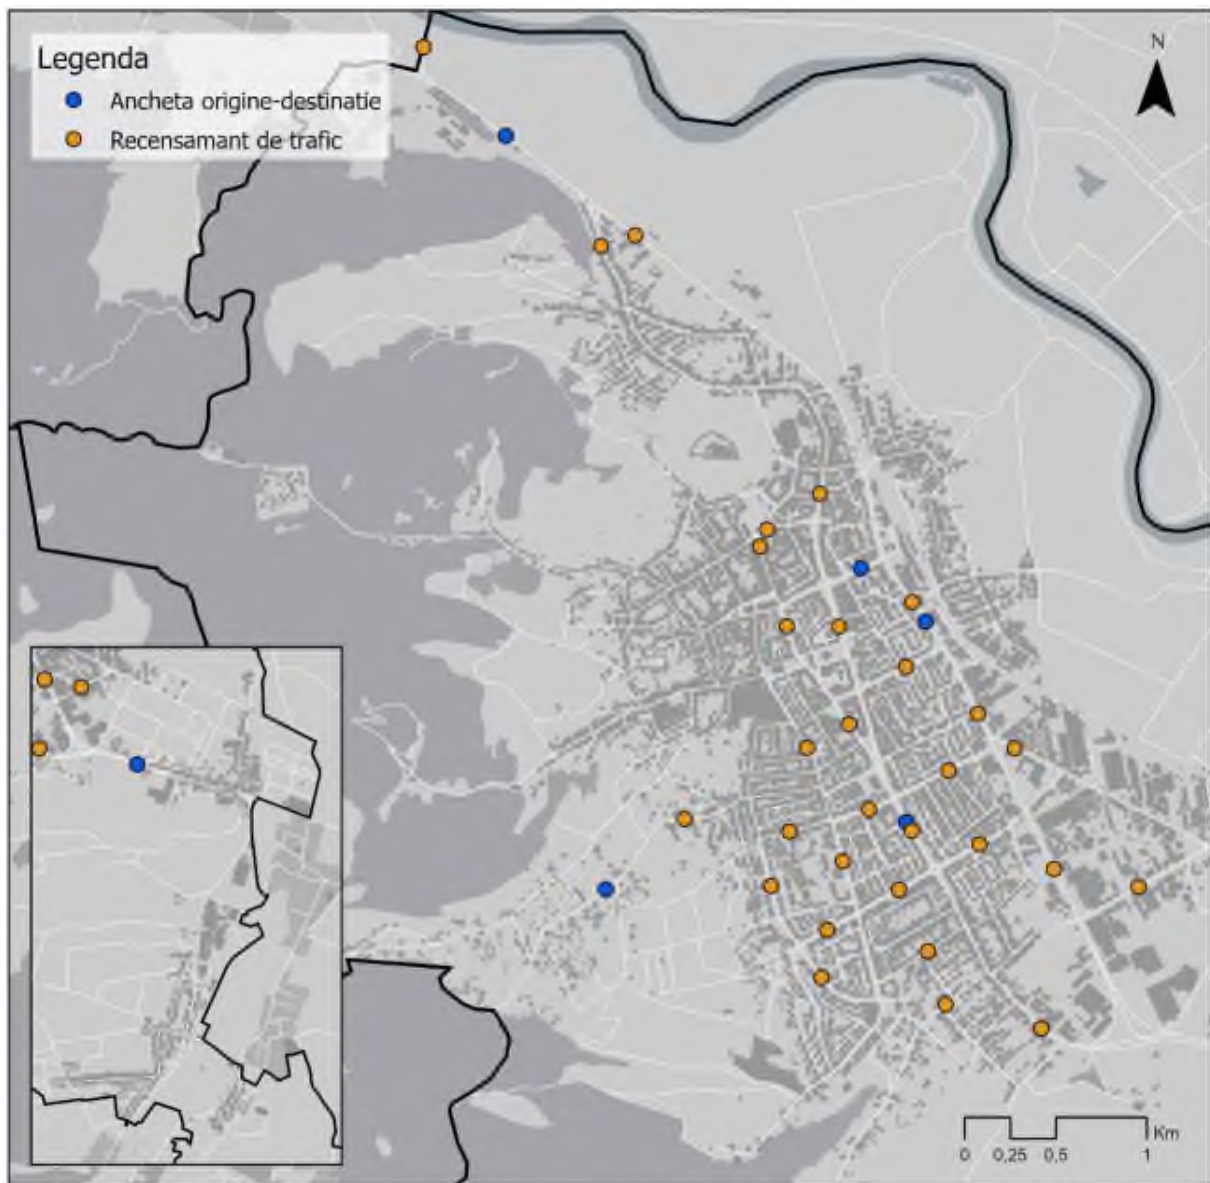 Legenda
Ancheta origine-destinatie
Recensamant de trafic
N
Km
0 0,25 0,5 1